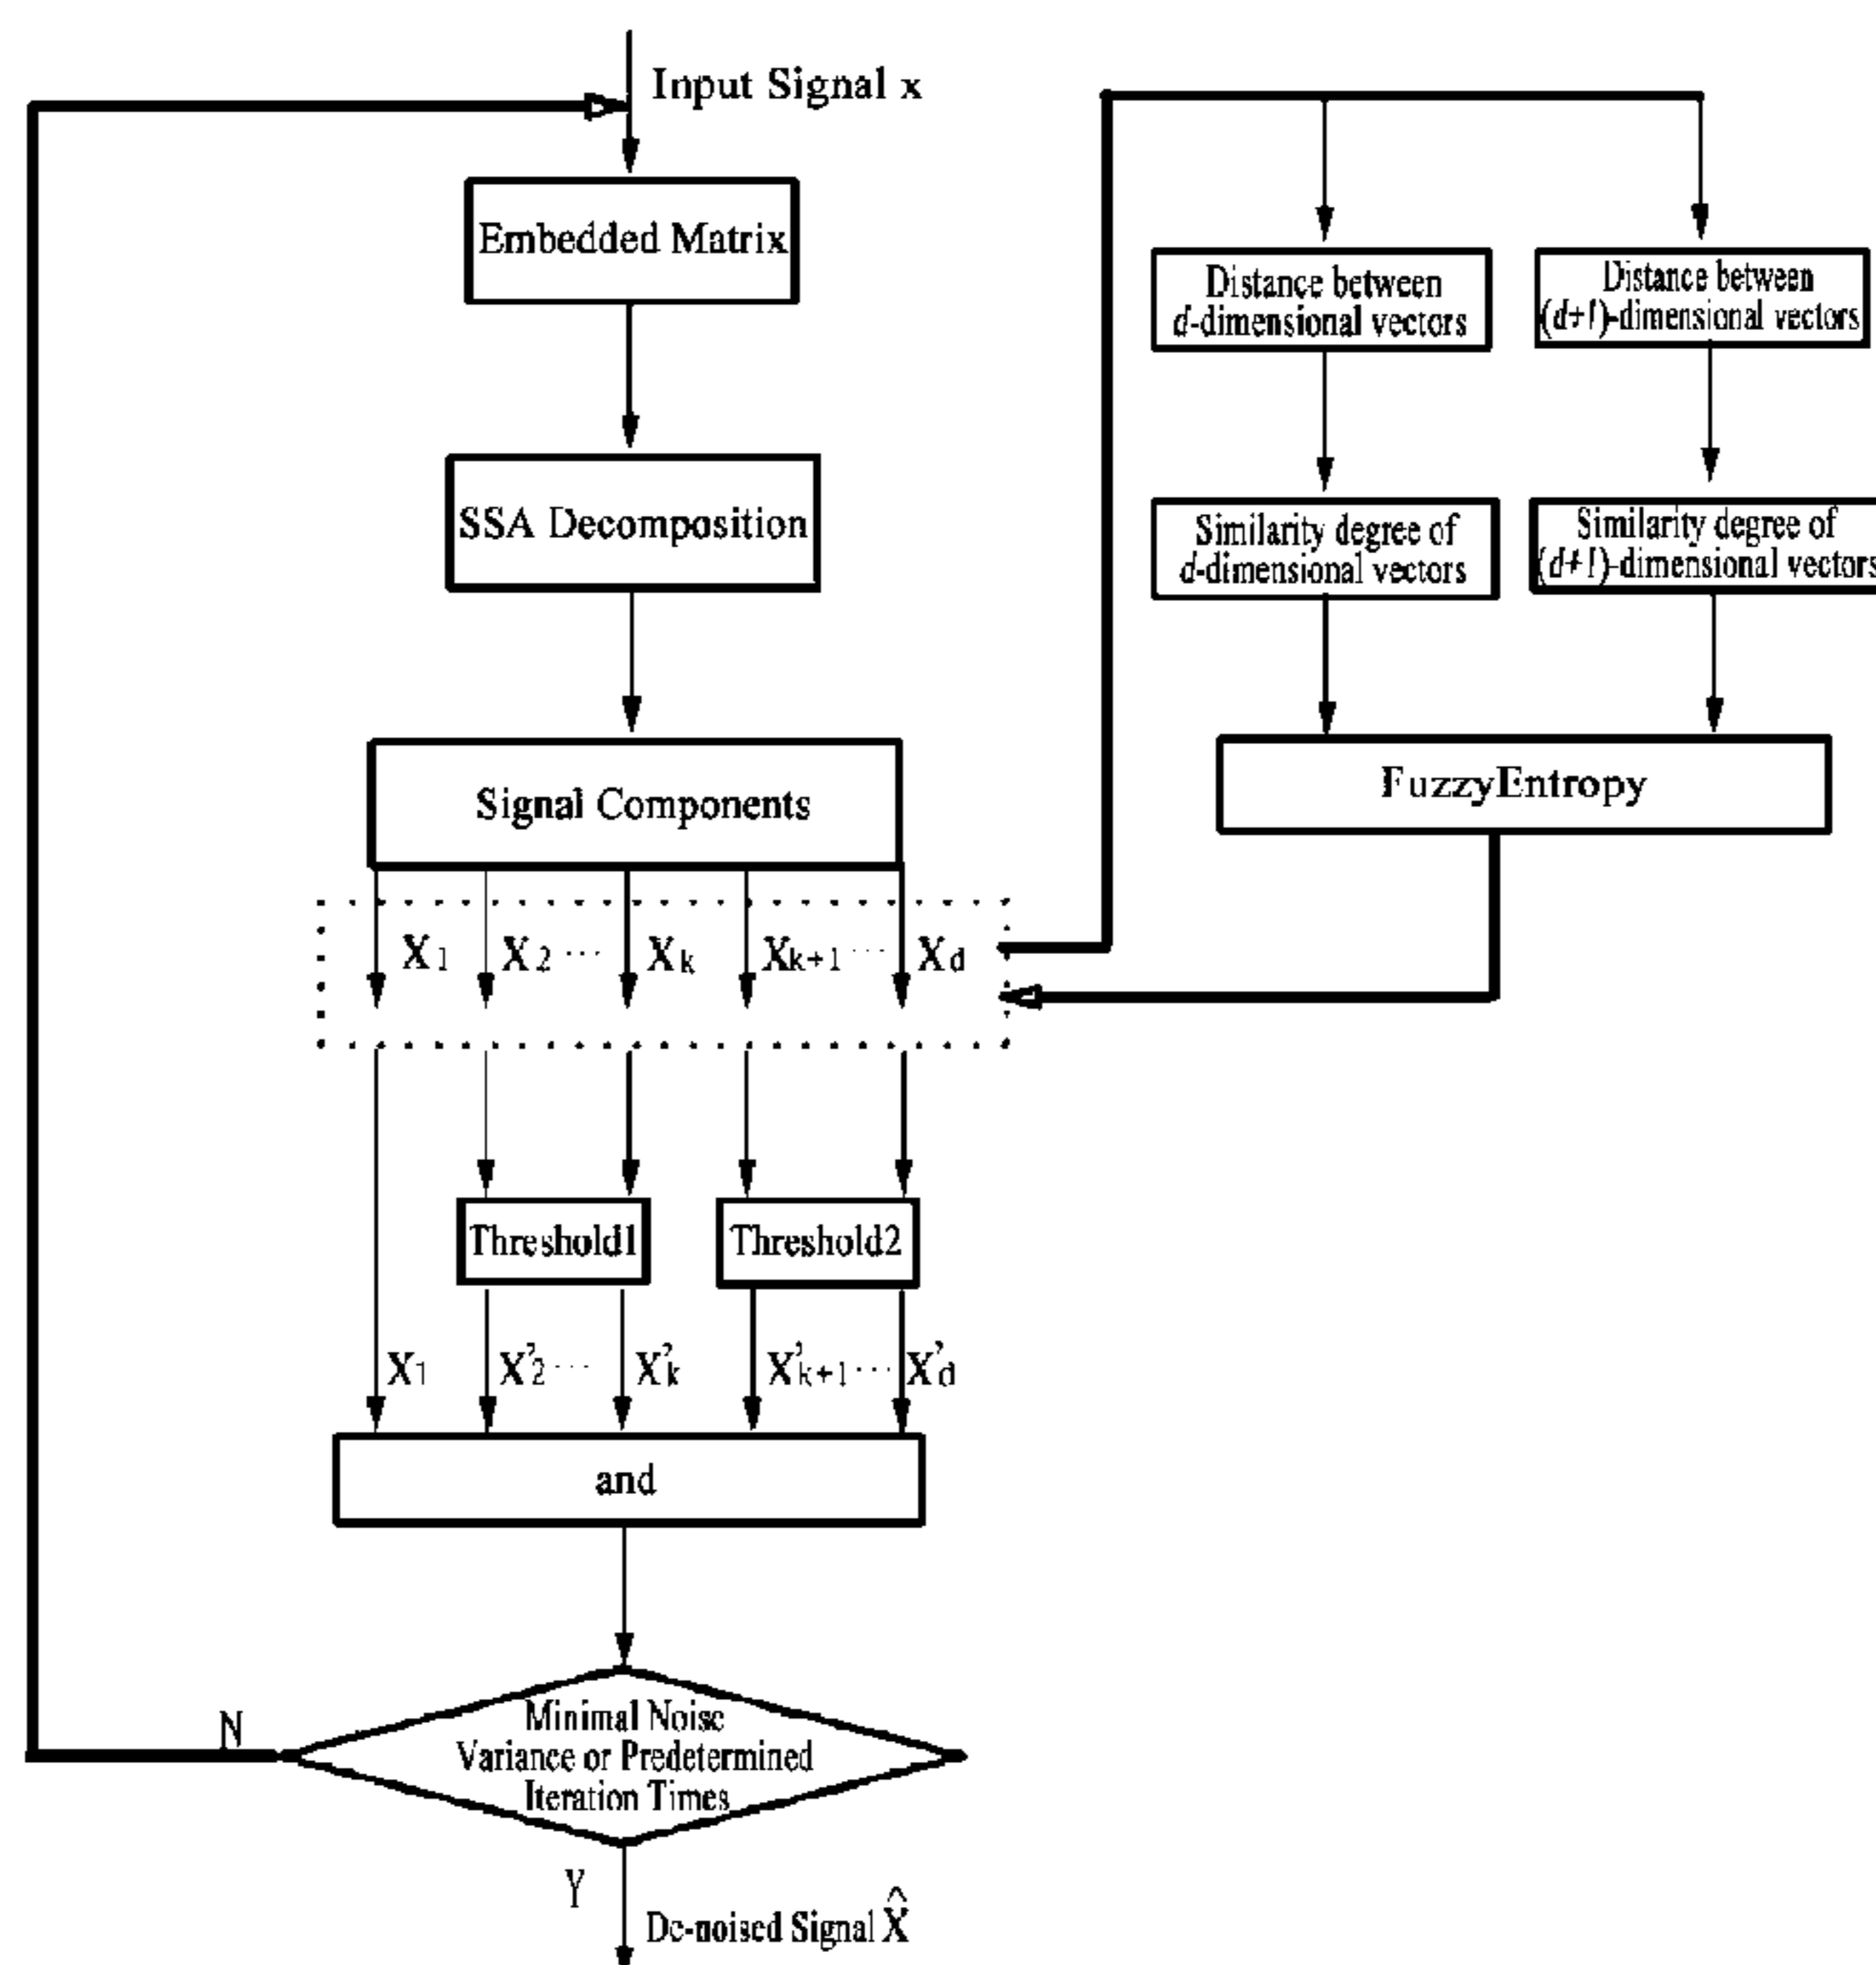 Input Signal x
Embedded Matrix
SSA Decomposition
Signal Components
X1 X2 ... Xk Xk+1 ... Xd
Threshold1
Threshold2
X1 X'2 ... X'k X'k+1 ... X'd
and
Minimal Noise
Variance or Predetermined
Iteration Times
N
Y
De-noised Signal X̂
Distance between
d-dimensional vectors
Distance between
(d+1)-dimensional vectors
Similarity degree of
d-dimensional vectors
Similarity degree of
(d+1)-dimensional vectors
FuzzyEntropy